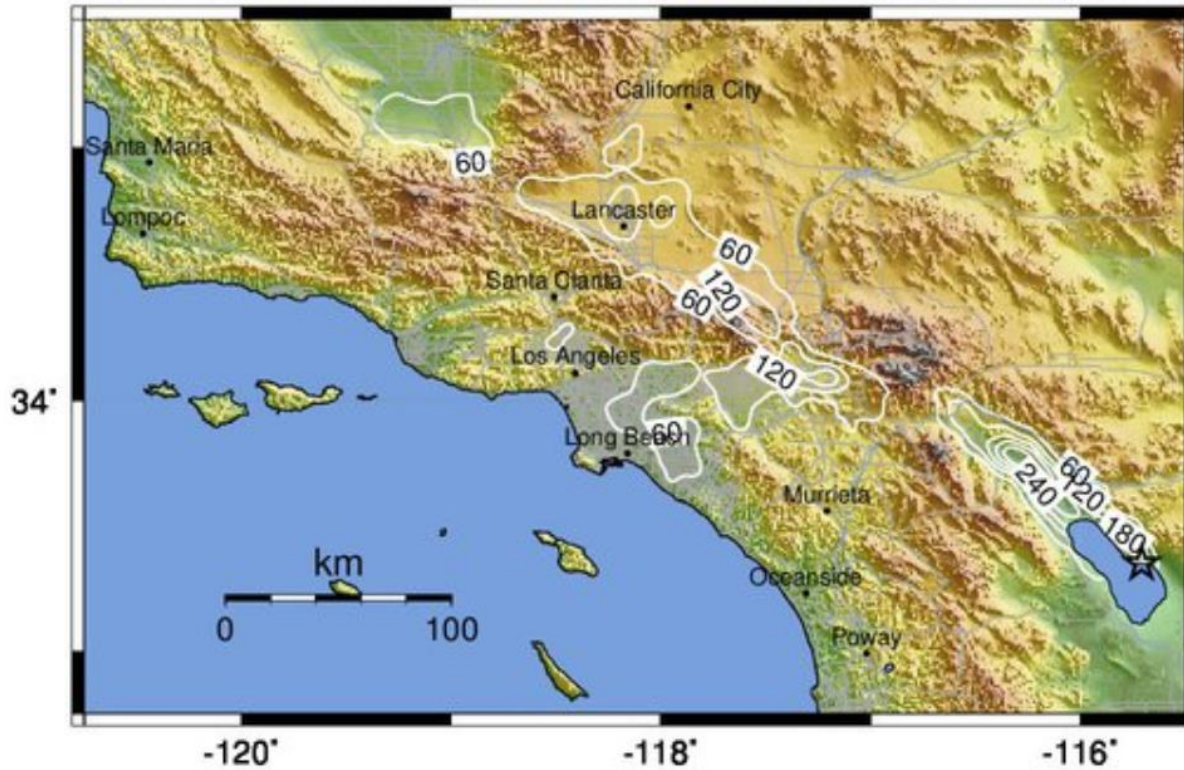 California City
Santa Maria
60
Lompoc
Lancaster
60
120
60
Santa Clarita
Los Angeles
120
34°
60
Long Beach
60
120
240
180
Murrieta
km
0 100
Oceanside
Poway
-120° -118° -116°